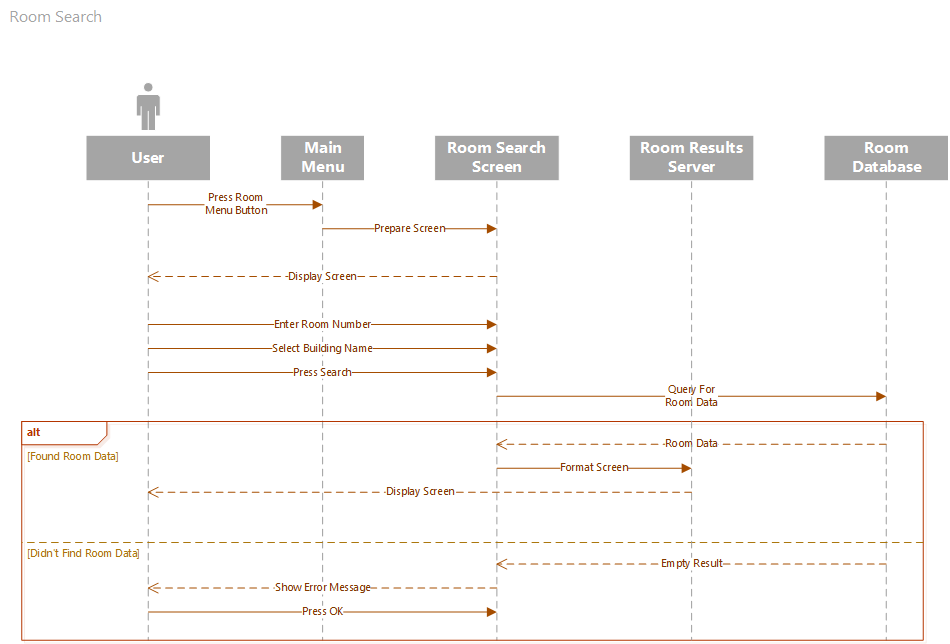 Room Search
User
Main
Menu
Room Search
Screen
Room Results
Server
Room
Database
Press Room
Menu Button
Prepare Screen
Display Screen
Enter Room Number
Select Building Name
Press Search
Query For
Room Data
alt
Room Data
[Found Room Data]
Format Screen
Display Screen
[Didn't Find Room Data]
Empty Result
Show Error Message
Press OK